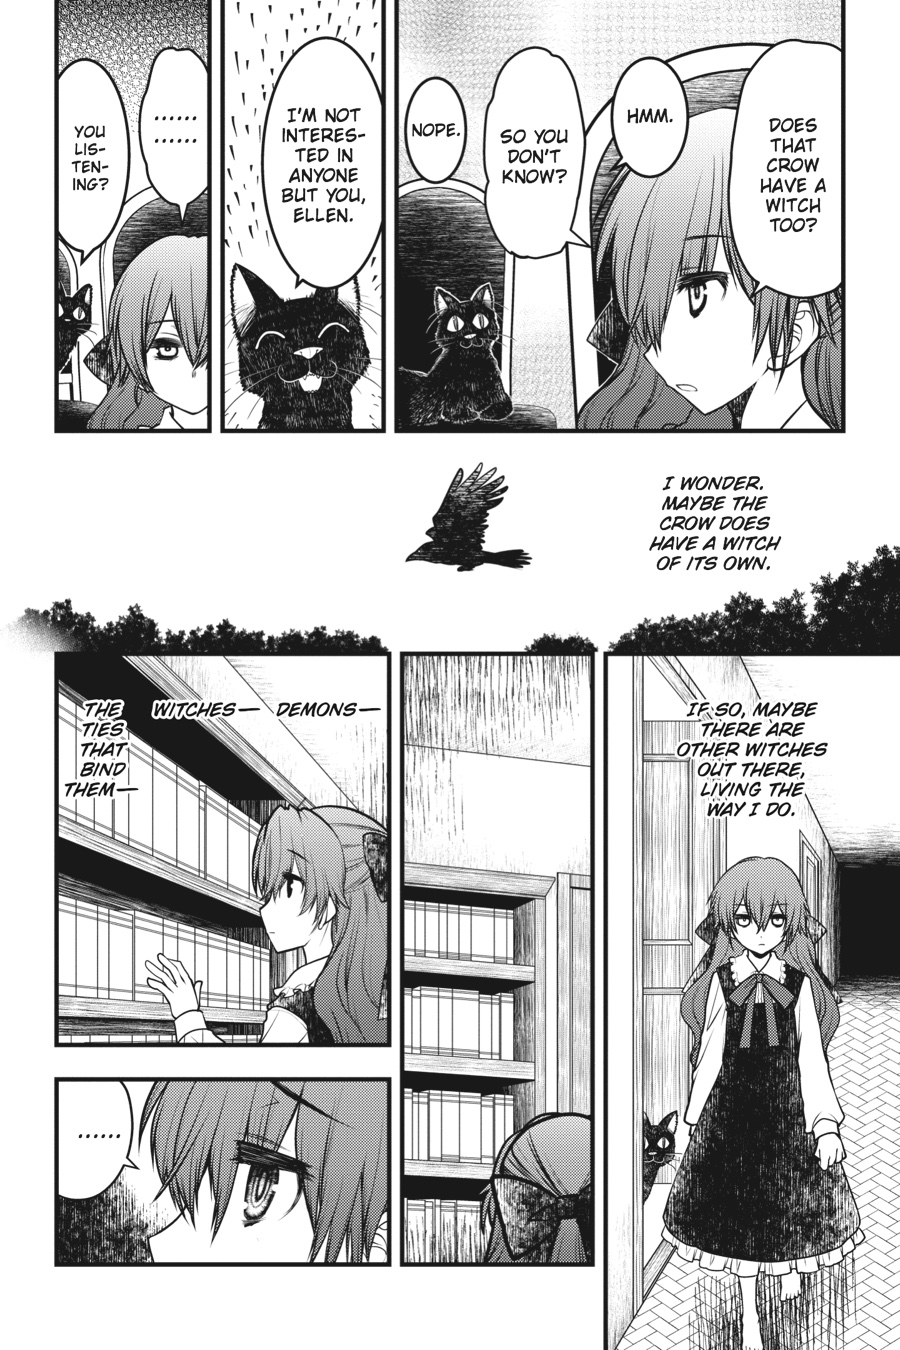 DOES
THAT
CROW
HAVE A
WITCH
TOO?
HMM.
SO YOU
DON'T
KNOW?
NOPE.
I'M NOT
INTERES-
TED IN
ANYONE
BUT YOU,
ELLEN.
......
......
YOU
LIS-
TEN-
ING?
I WONDER.
MAYBE THE
CROW DOES
HAVE A WITCH
OF ITS OWN.
IF SO, MAYBE
THERE ARE
OTHER WITCHES
OUT THERE,
LIVING THE
WAY I DO.
DEMONS—
WITCHES—
THE
TIES
THAT
BIND
THEM—
......